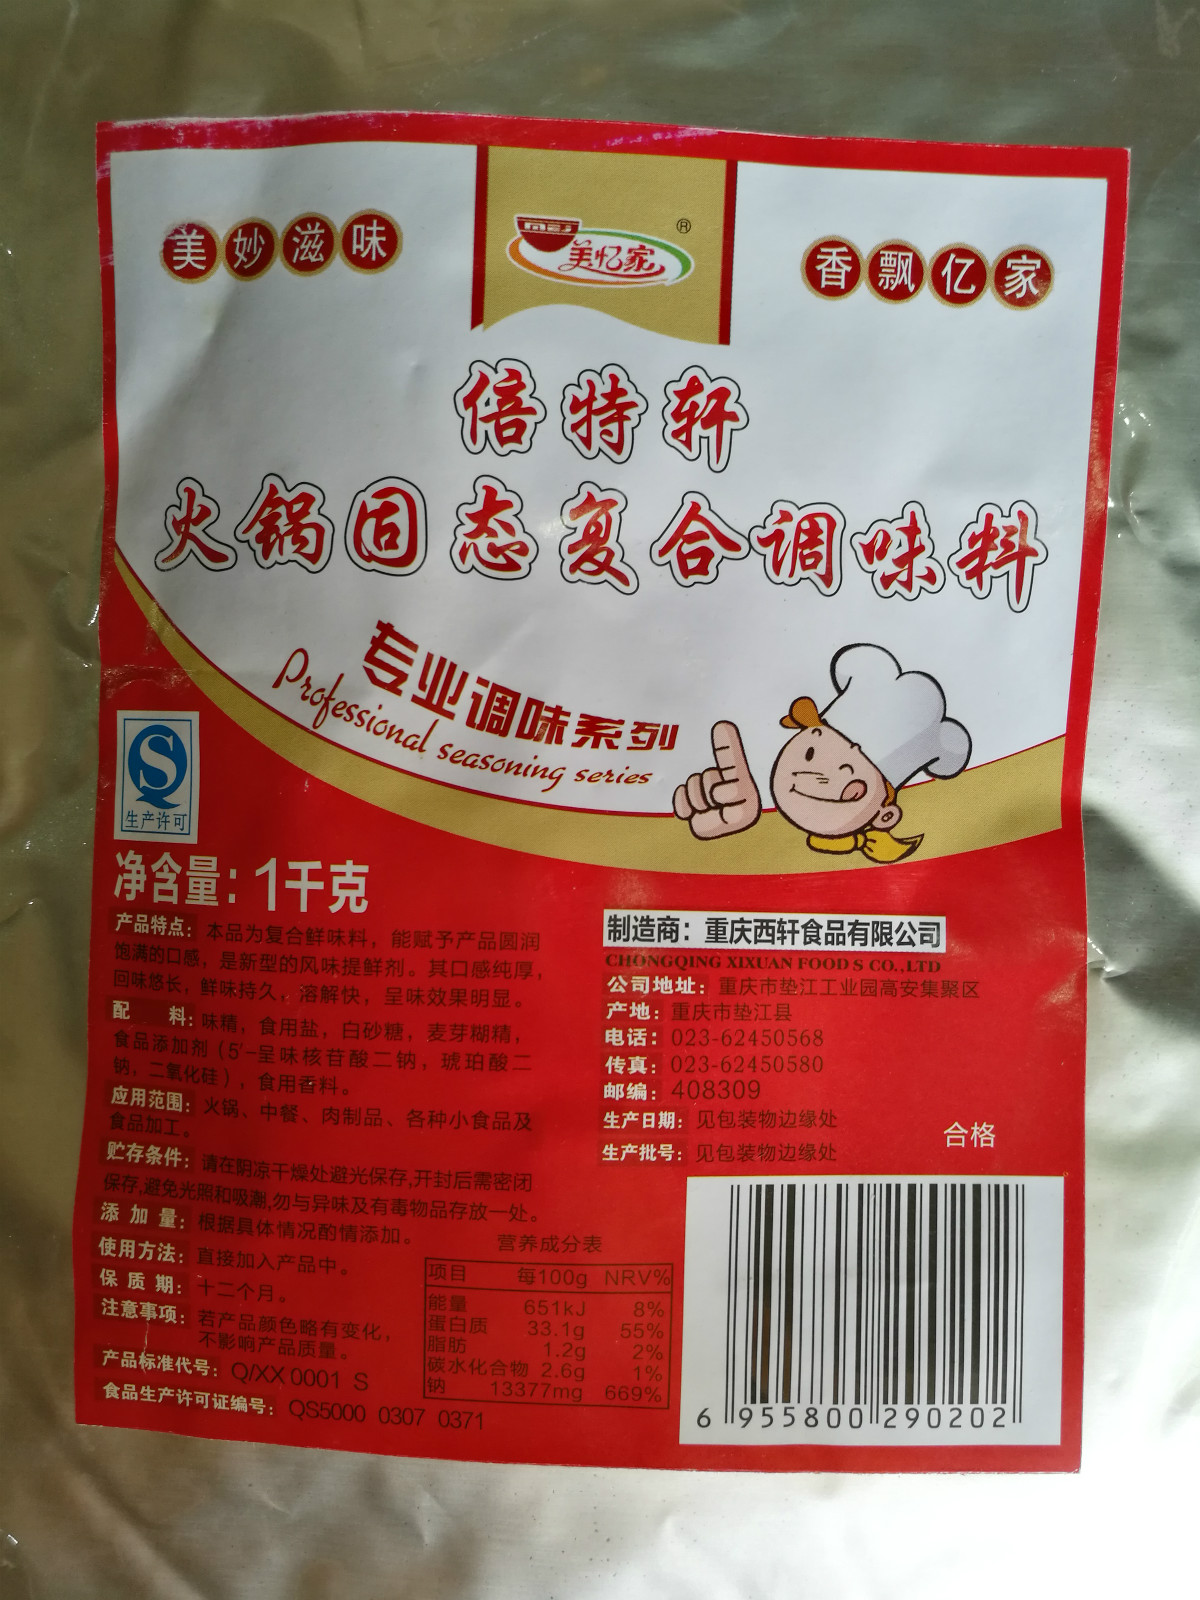 美妙滋味
MEJ
美忆家
®
香飘亿家
倍特轩
火锅固态复合调味料
专业调味系列
Professional seasoning series
生产许可
净含量:1千克
产品特点:本品为复合鲜味料，能赋予产品圆润
饱满的口感，是新型的风味提鲜剂。其口感纯厚，
回味悠长，鲜味持久，溶解快，呈味效果明显。
配 料:味精，食用盐，白砂糖，麦芽糊精，
食品添加剂（5′-呈味核苷酸二钠，琥珀酸二
钠，二氧化硅），食用香料。
应用范围:火锅、中餐、肉制品、各种小食品及
食品加工。
贮存条件:请在阴凉干燥处避光保存,开封后需密闭
保存,避免光照和吸潮,勿与异味及有毒物品存放一处。
添 加 量:根据具体情况酌情添加。
使用方法:直接加入产品中。
保 质 期:十二个月。
注意事项:若产品颜色略有变化，
不影响产品质量。
产品标准代号: Q/XX 0001 S
食品生产许可证编号: QS5000 0307 0371
营养成分表
项目 每100g NRV%
能量 651kJ 8%
蛋白质 33.1g 55%
脂肪 1.2g 2%
碳水化合物 2.6g 1%
钠 13377mg 669%
制造商: 重庆西轩食品有限公司
CHONGQING XIXUAN FOOD S CO.,LTD
公司地址: 重庆市垫江工业园高安集聚区
产地: 重庆市垫江县
电话: 023-62450568
传真: 023-62450580
邮编: 408309
生产日期: 见包装物边缘处
生产批号: 见包装物边缘处
合格
6 955800 290202